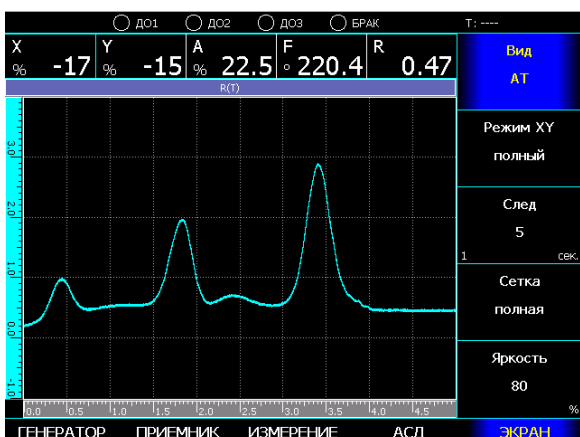 ДО1 ДО2 ДО3 БРАК T: ----
X % -17 Y % -15 A % 22.5 F ° 220.4 R 0.47
R(T)
Вид
АТ
Режим XY
полный
След
5
1 сек.
Сетка
полная
Яркость
80
%
3.0
2.0
1.0
0.0
-1.0
0.0 0.5 1.0 1.5 2.0 2.5 3.0 3.5 4.0 4.5
ГЕНЕРАТОР ПРИЕМНИК ИЗМЕРЕНИЕ АСД ЭКРАН